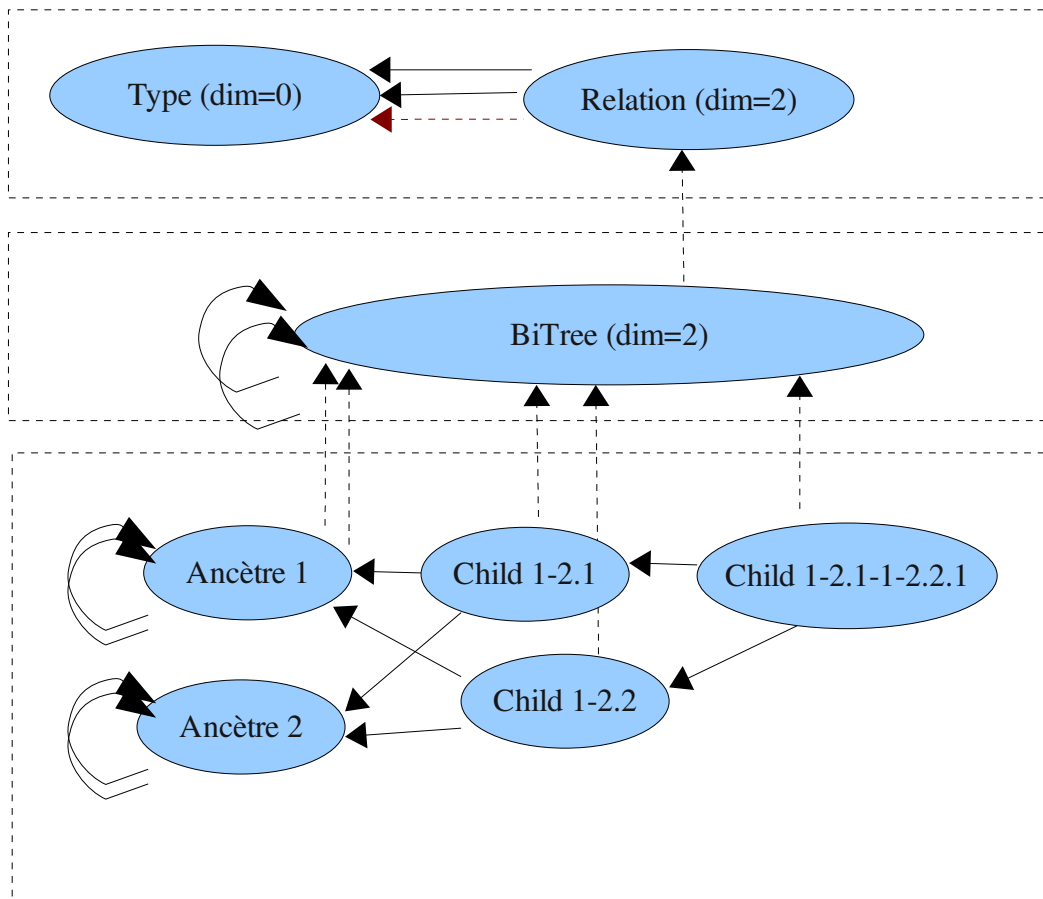 Type (dim=0)
Relation (dim=2)
BiTree (dim=2)
Ancètre 1
Child 1-2.1
Child 1-2.1-1-2.2.1
Child 1-2.2
Ancètre 2